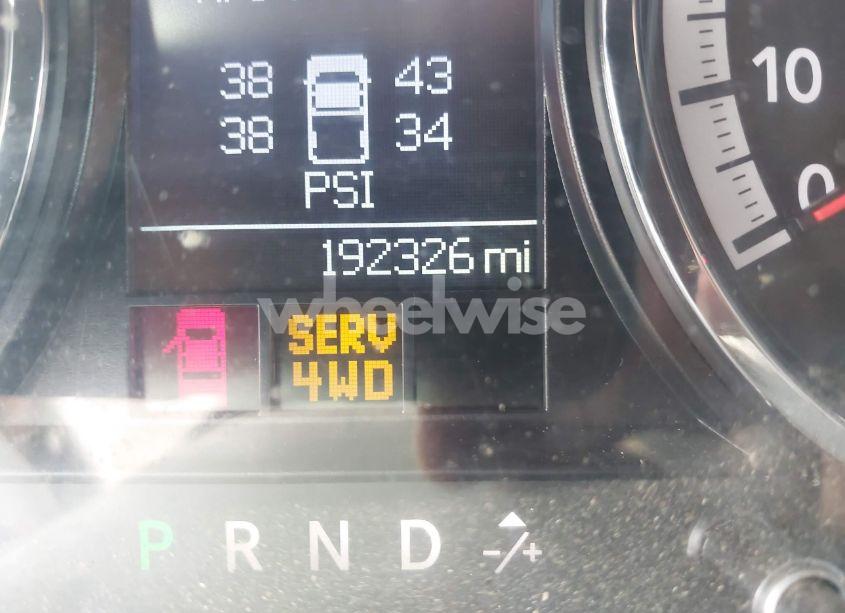 38 43
38 34
PSI
192326 mi
10
0
wheelwise
SERV
4WD
P R N D -/+